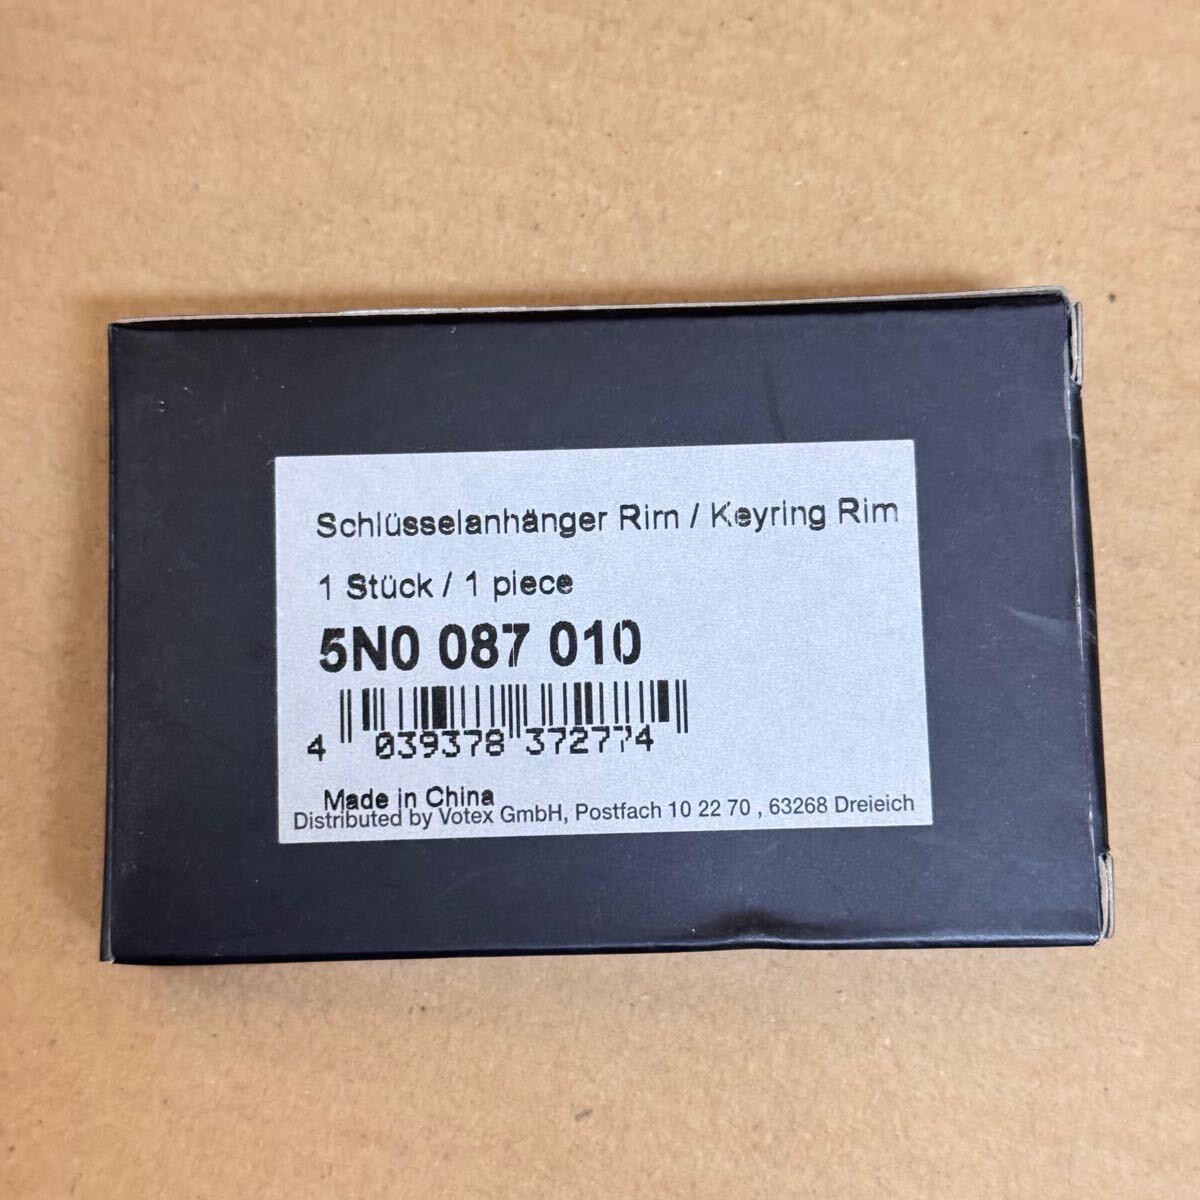 Schlüsselanhänger Rim / Keyring Rim
1 Stück / 1 piece
5N0 087 010
4 039378 372774
Made in China
Distributed by Votex GmbH, Postfach 10 22 70 , 63268 Dreieich